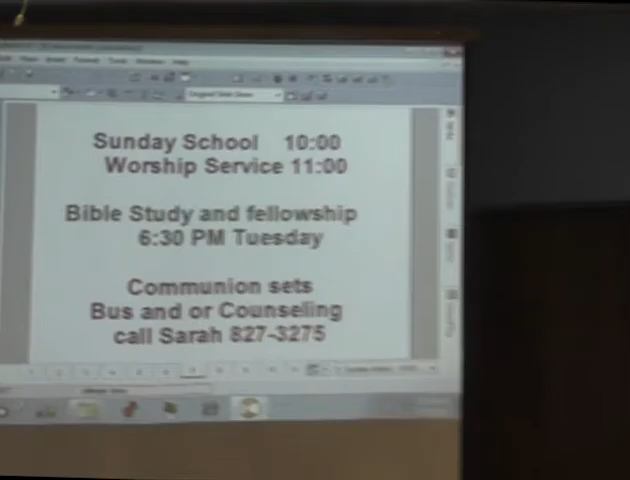 Sunday School 10:00
Worship Service 11:00
Bible Study and fellowship
6:30 PM Tuesday
Communion sets
Bus and or Counseling
call Sarah 827-3275